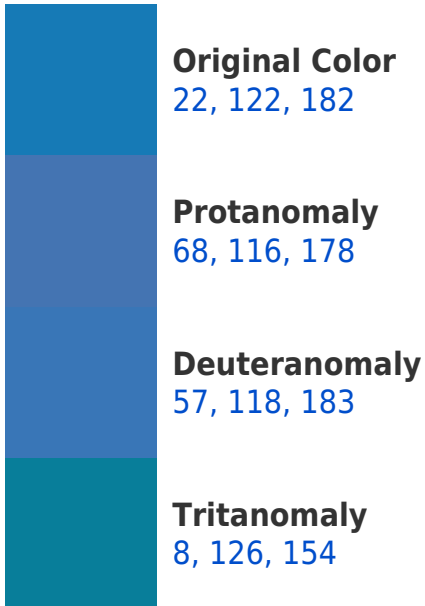 Original Color
22, 122, 182
Protanomaly
68, 116, 178
Deuteranomaly
57, 118, 183
Tritanomaly
8, 126, 154